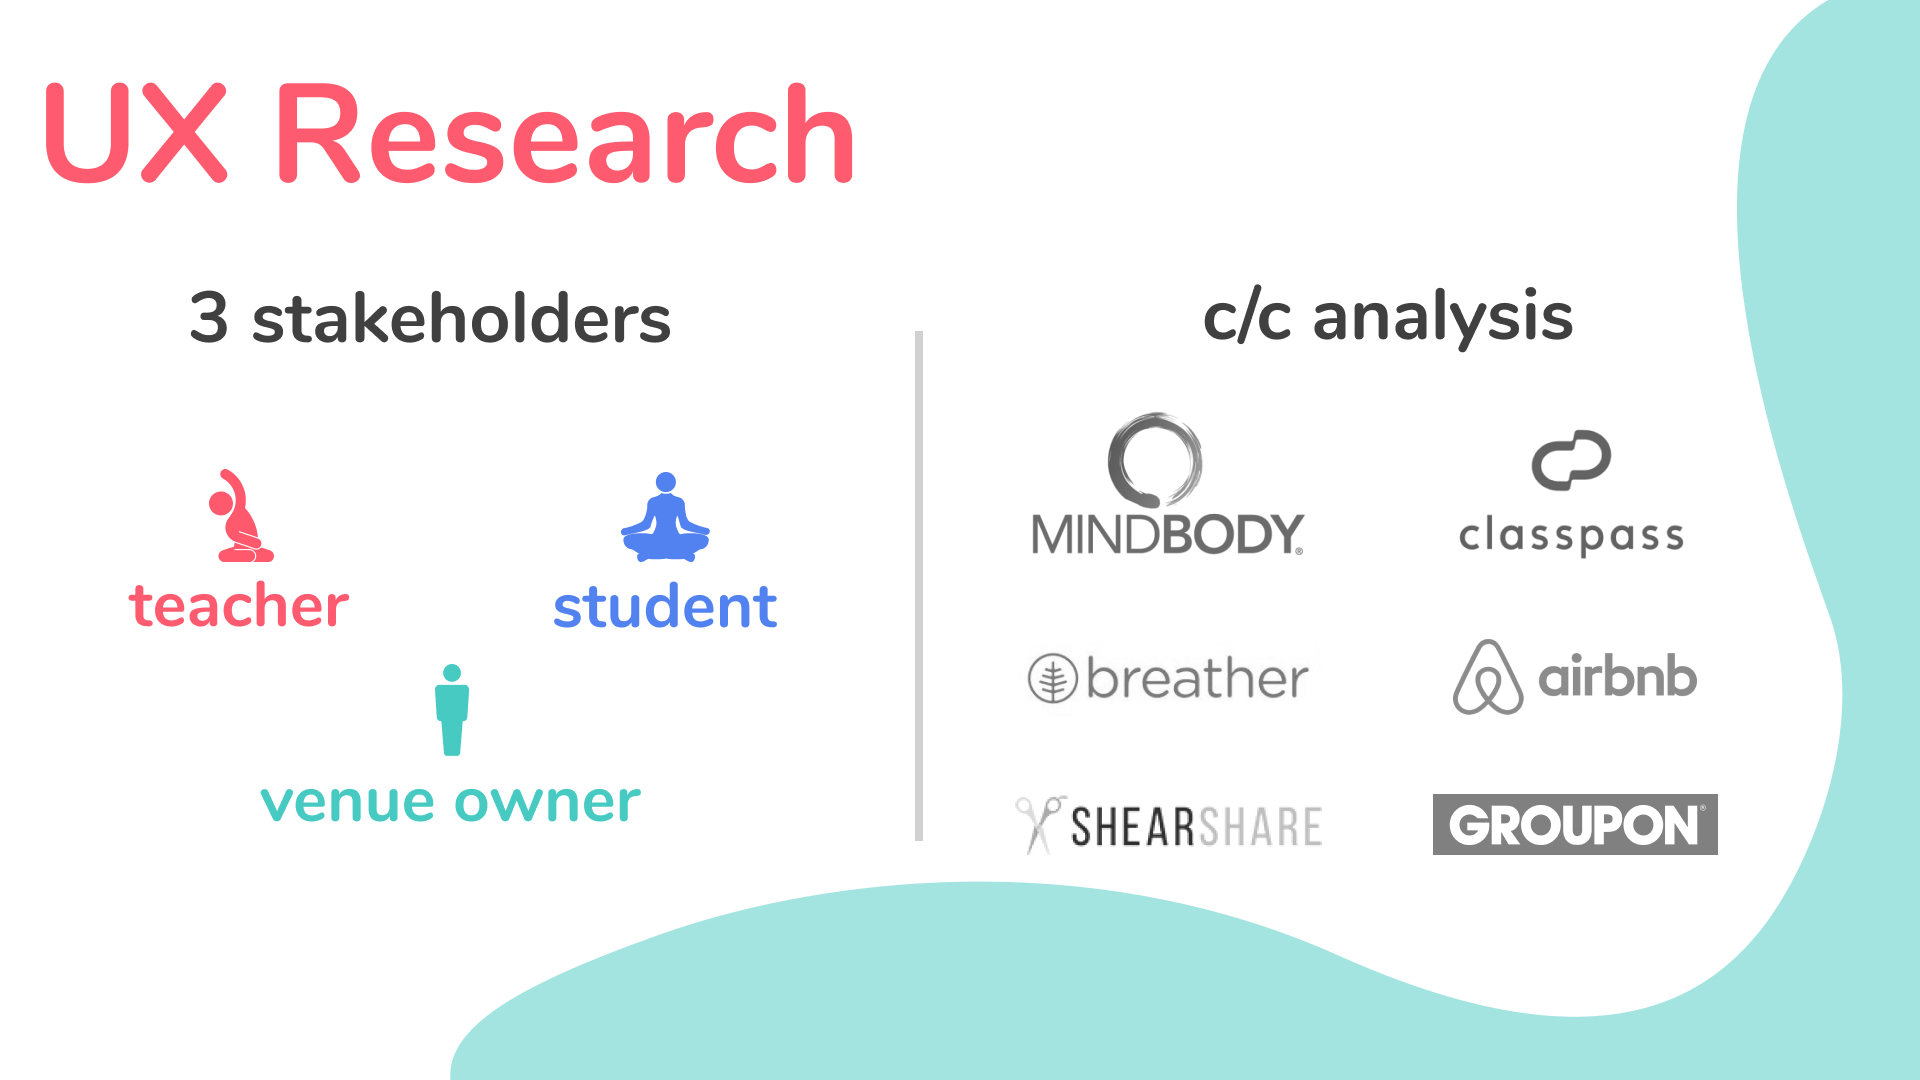 UX Research
3 stakeholders
teacher
student
venue owner
c/c analysis
MINDBODY®
classpass
breather
airbnb
SHEARSHARE
GROUPON®